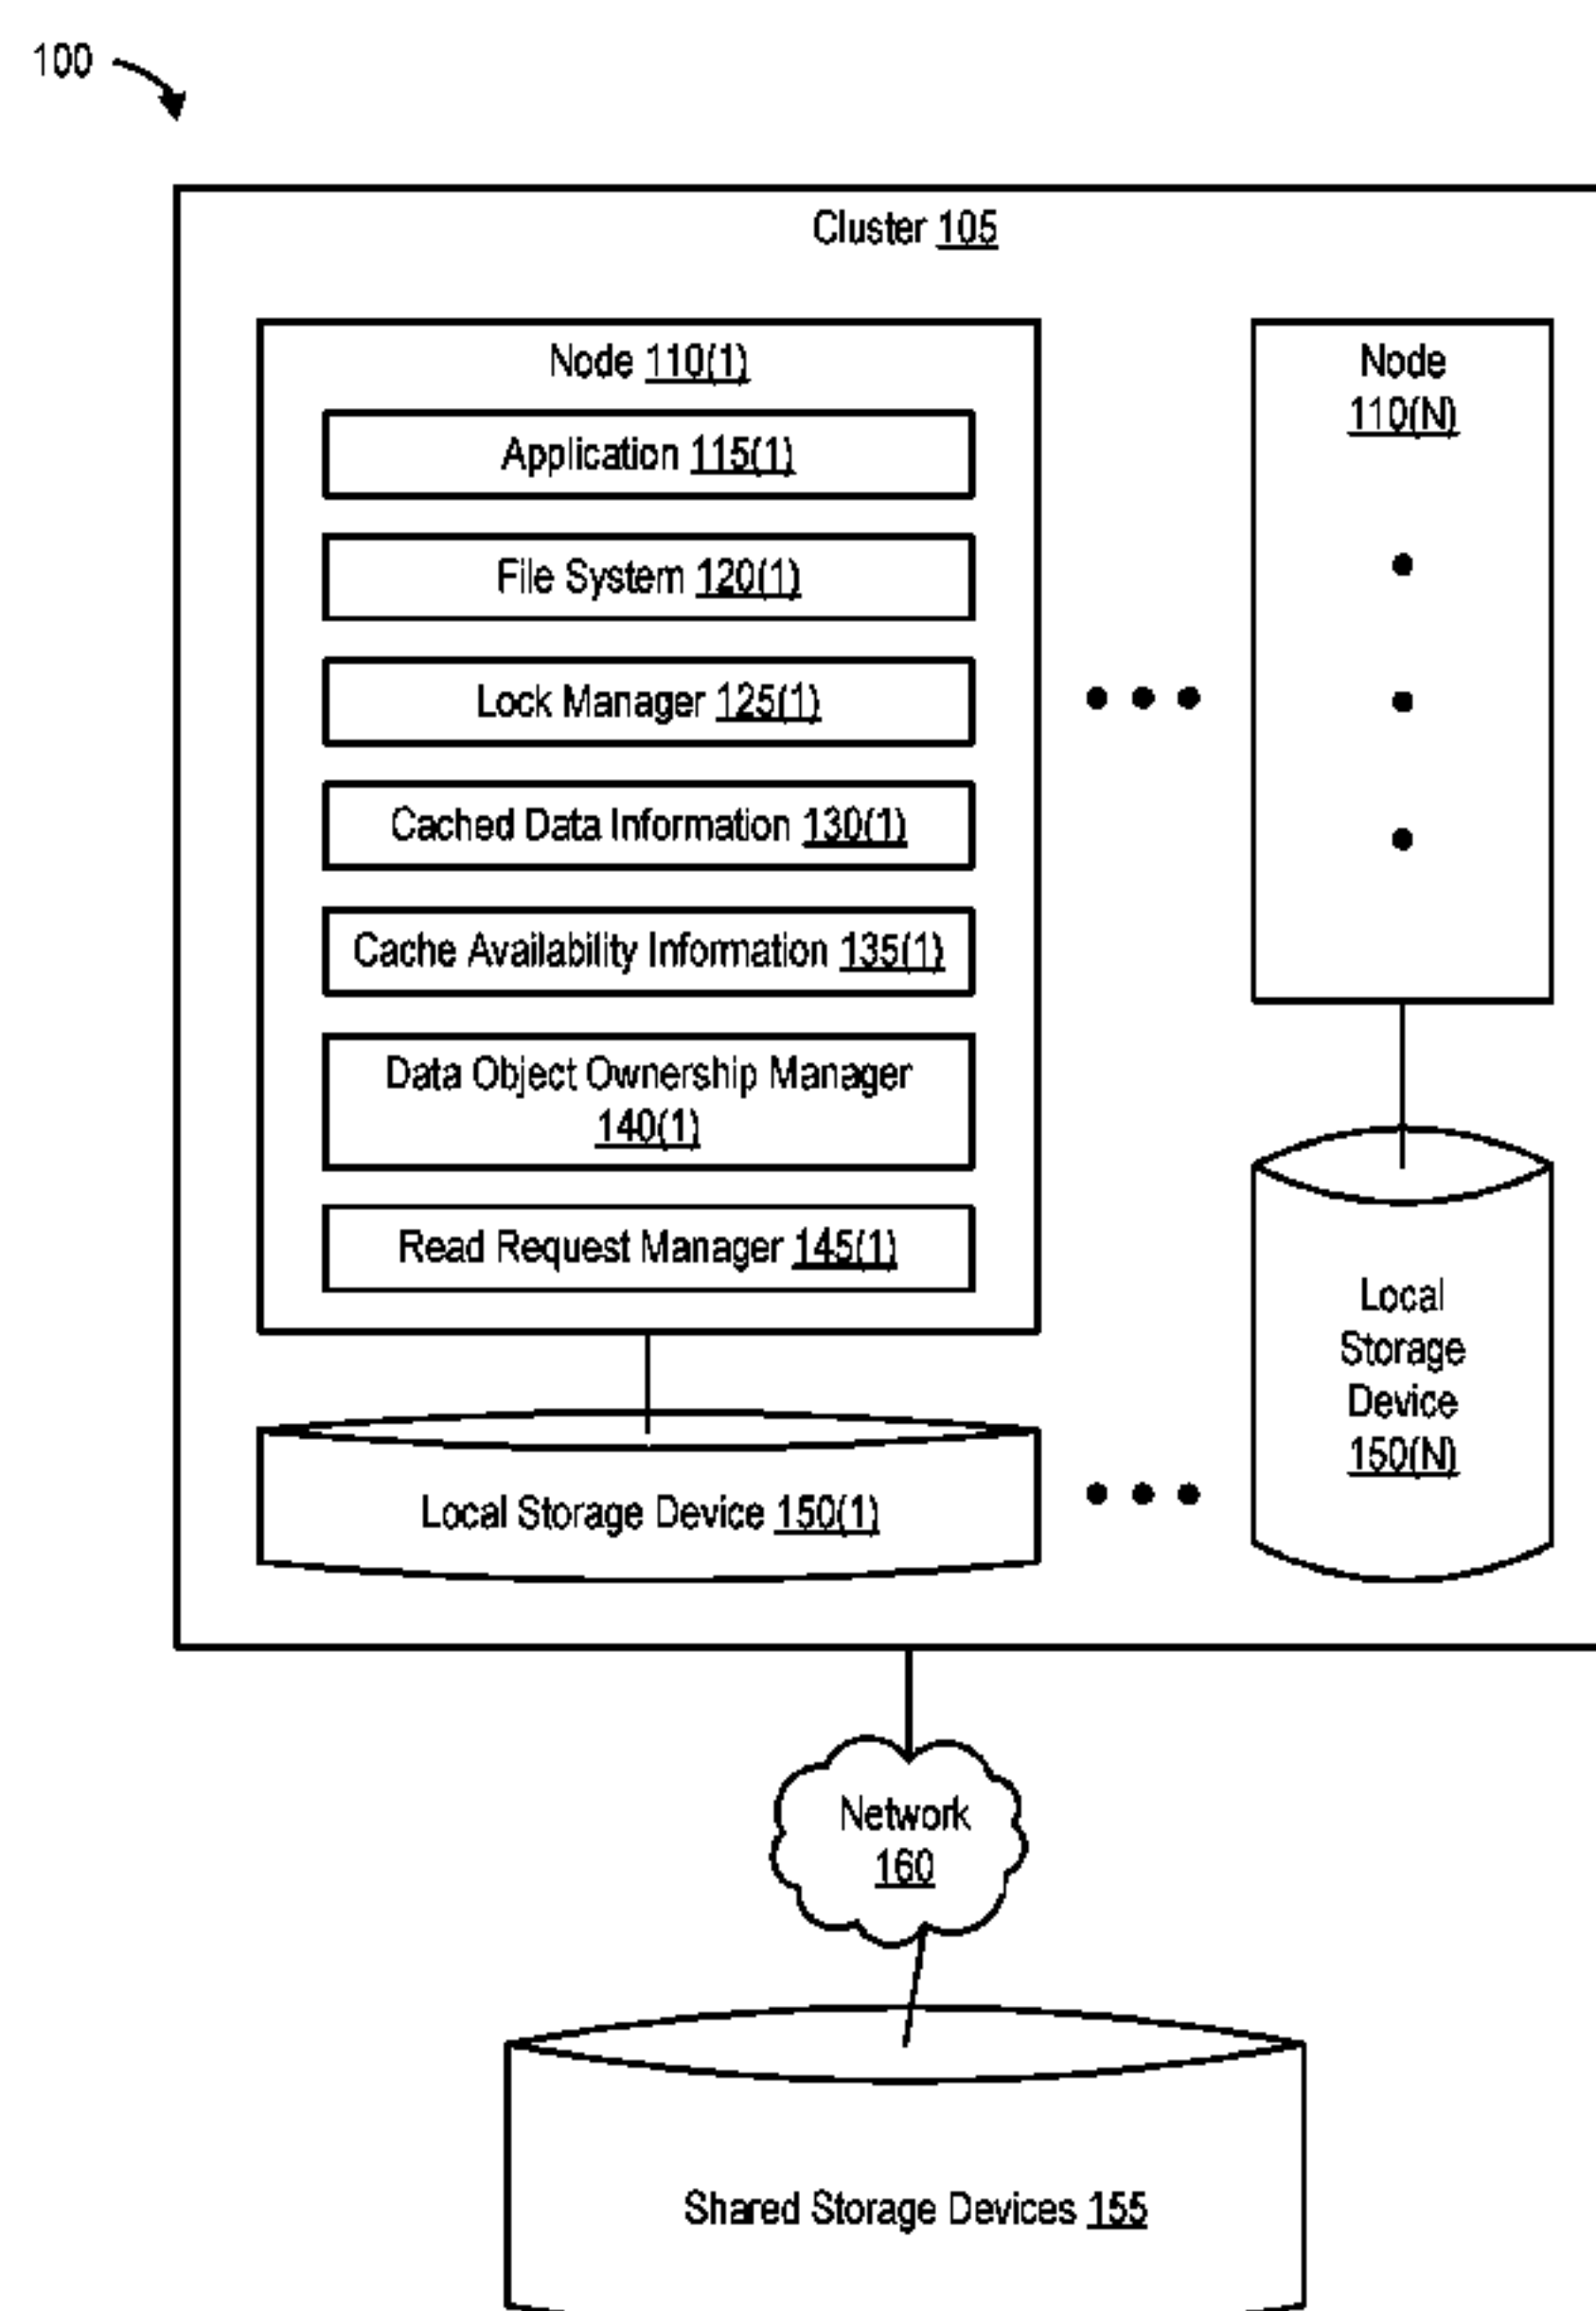 100
Cluster 105
Node 110(1)
Application 115(1)
File System 120(1)
Lock Manager 125(1)
Cached Data Information 130(1)
Cache Availability Information 135(1)
Data Object Ownership Manager
140(1)
Read Request Manager 145(1)
Local Storage Device 150(1)
Node
110(N)
Local
Storage
Device
150(N)
Network
160
Shared Storage Devices 155